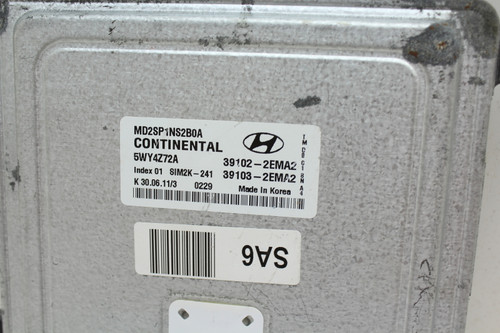 MD2SP1NS2B0A
CONTINENTAL
5WY4Z72A 39102-2EMA2
Index 01 SIM2K-241 39103-2EMA2
K 30.06.11/3 0229 Made in Korea
SA6